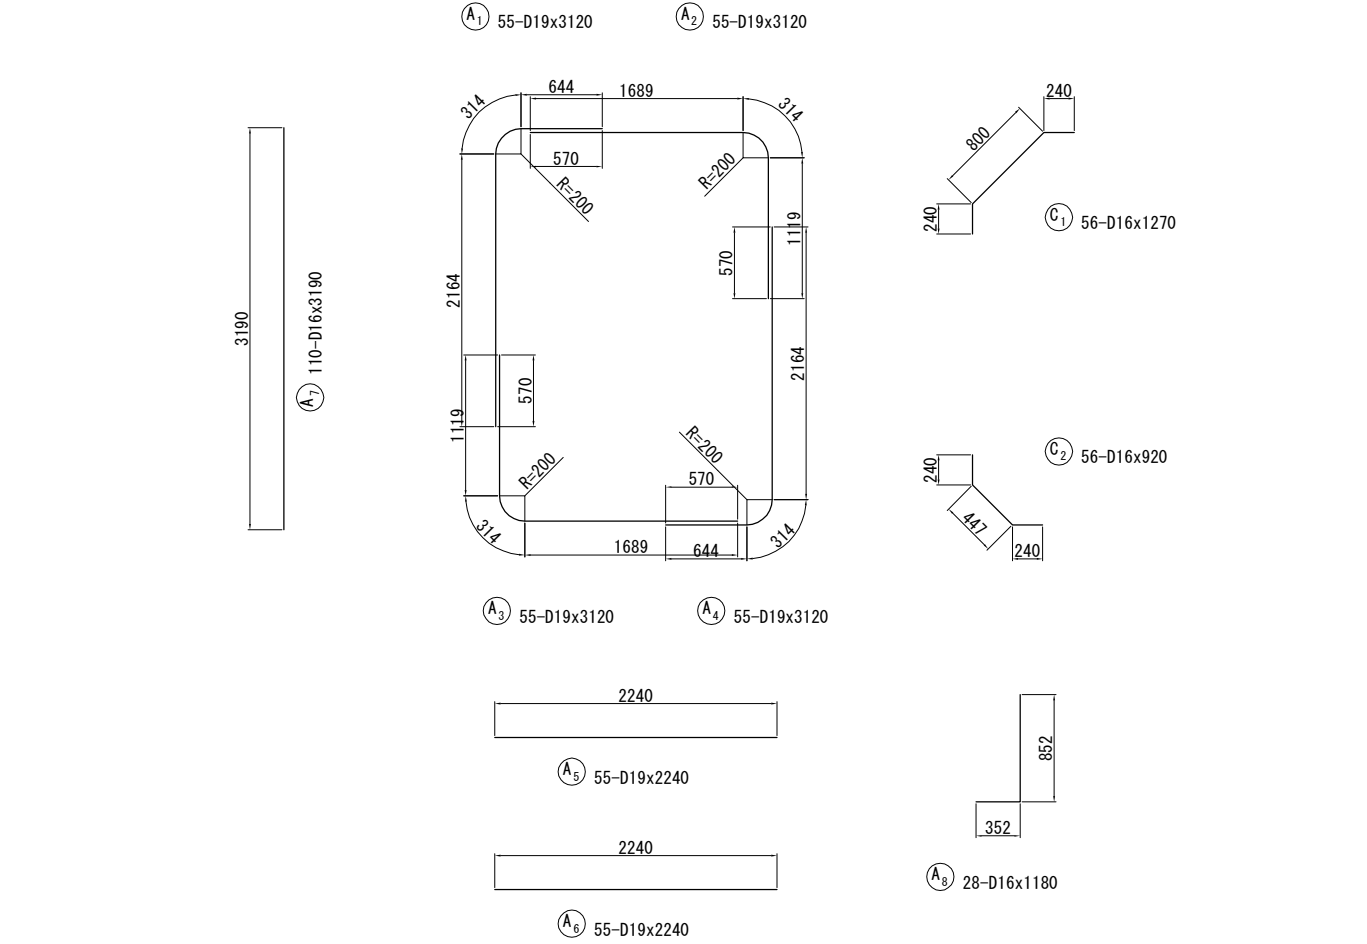 A1 55-D19x3120
A2 55-D19x3120
644
1689
314
314
570
R=200
R=200
1119
570
2164
2164
1119
570
R=200
R=200
570
314
314
1689
644
3190
A7 110-D16x3190
240
800
240
C1 56-D16x1270
C2 56-D16x920
240
447
240
A3 55-D19x3120
A4 55-D19x3120
2240
A5 55-D19x2240
2240
A6 55-D19x2240
852
352
A8 28-D16x1180